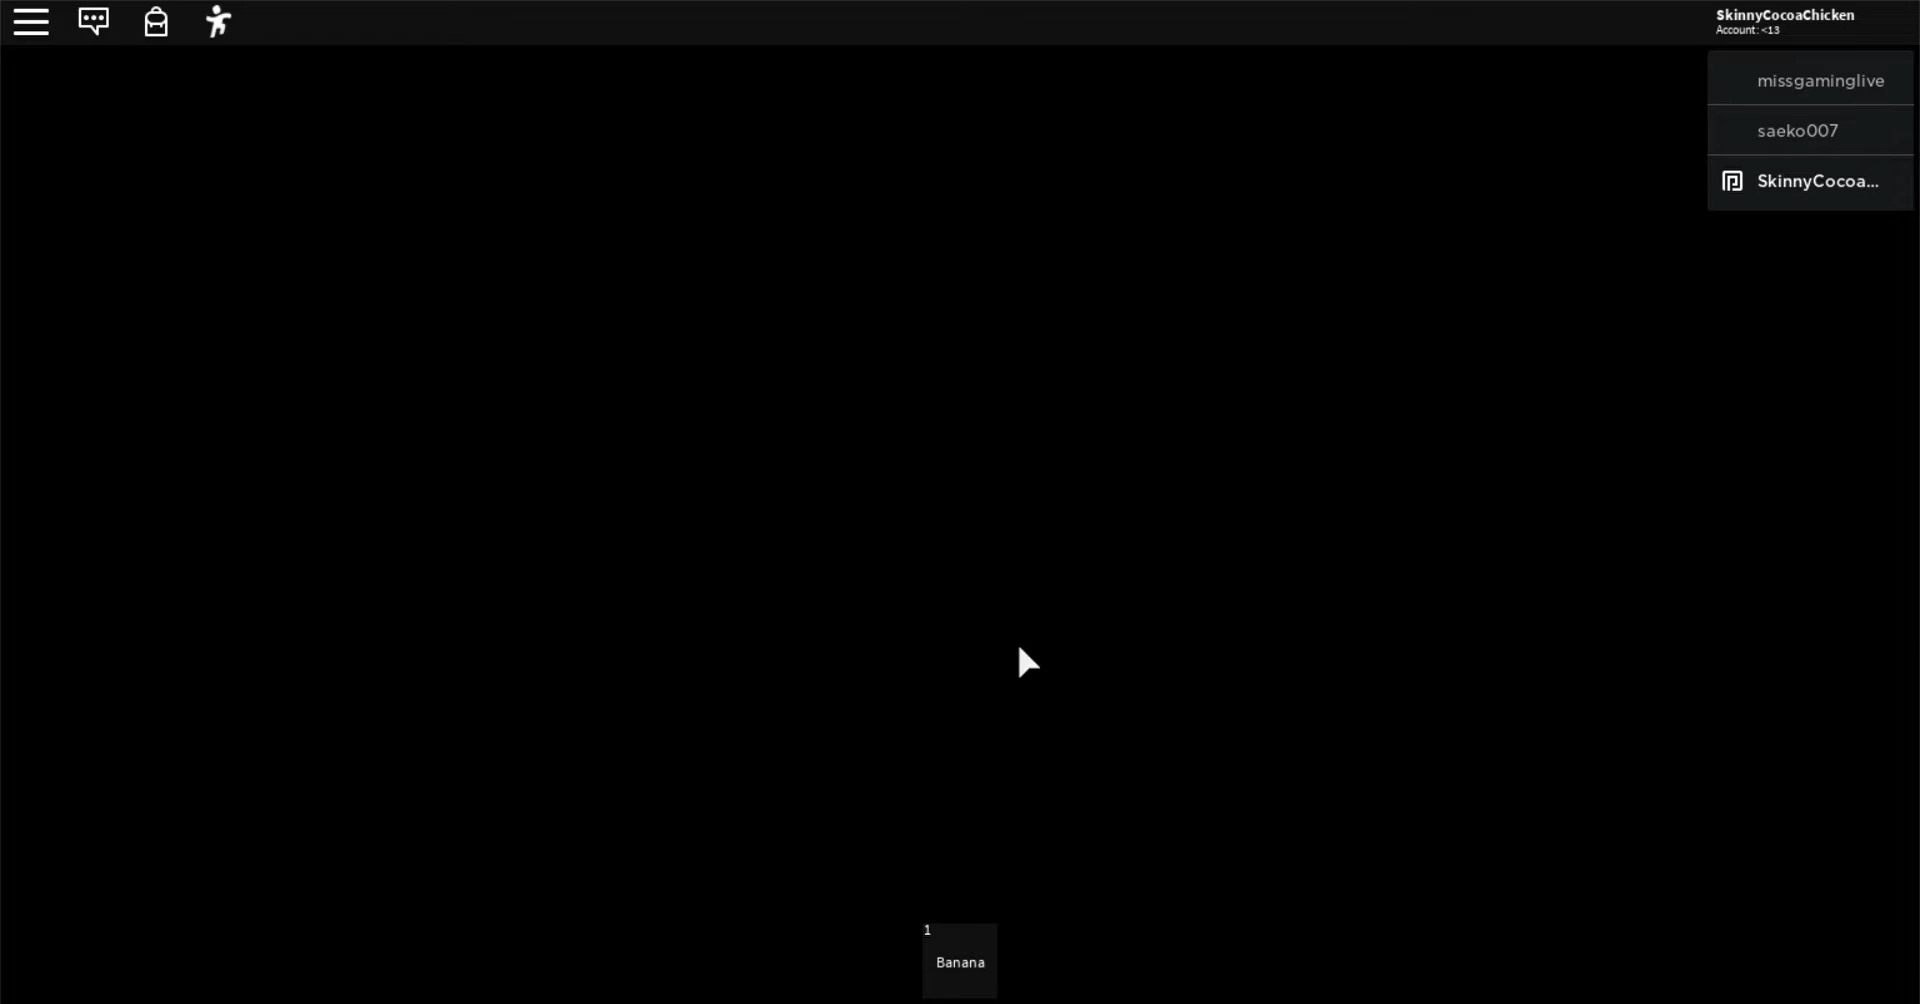 SkinnyCocoaChicken
Account: <13
missgaminglive
saeko007
SkinnyCocoa...
1
Banana